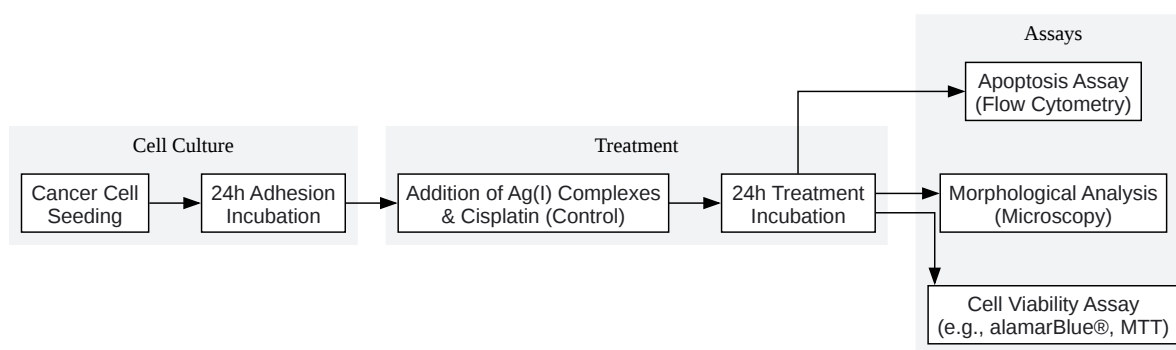 Cell Culture
Cancer Cell
Seeding
24h Adhesion
Incubation
Treatment
Addition of Ag(I) Complexes
& Cisplatin (Control)
24h Treatment
Incubation
Assays
Apoptosis Assay
(Flow Cytometry)
Morphological Analysis
(Microscopy)
Cell Viability Assay
(e.g., alamarBlue®, MTT)